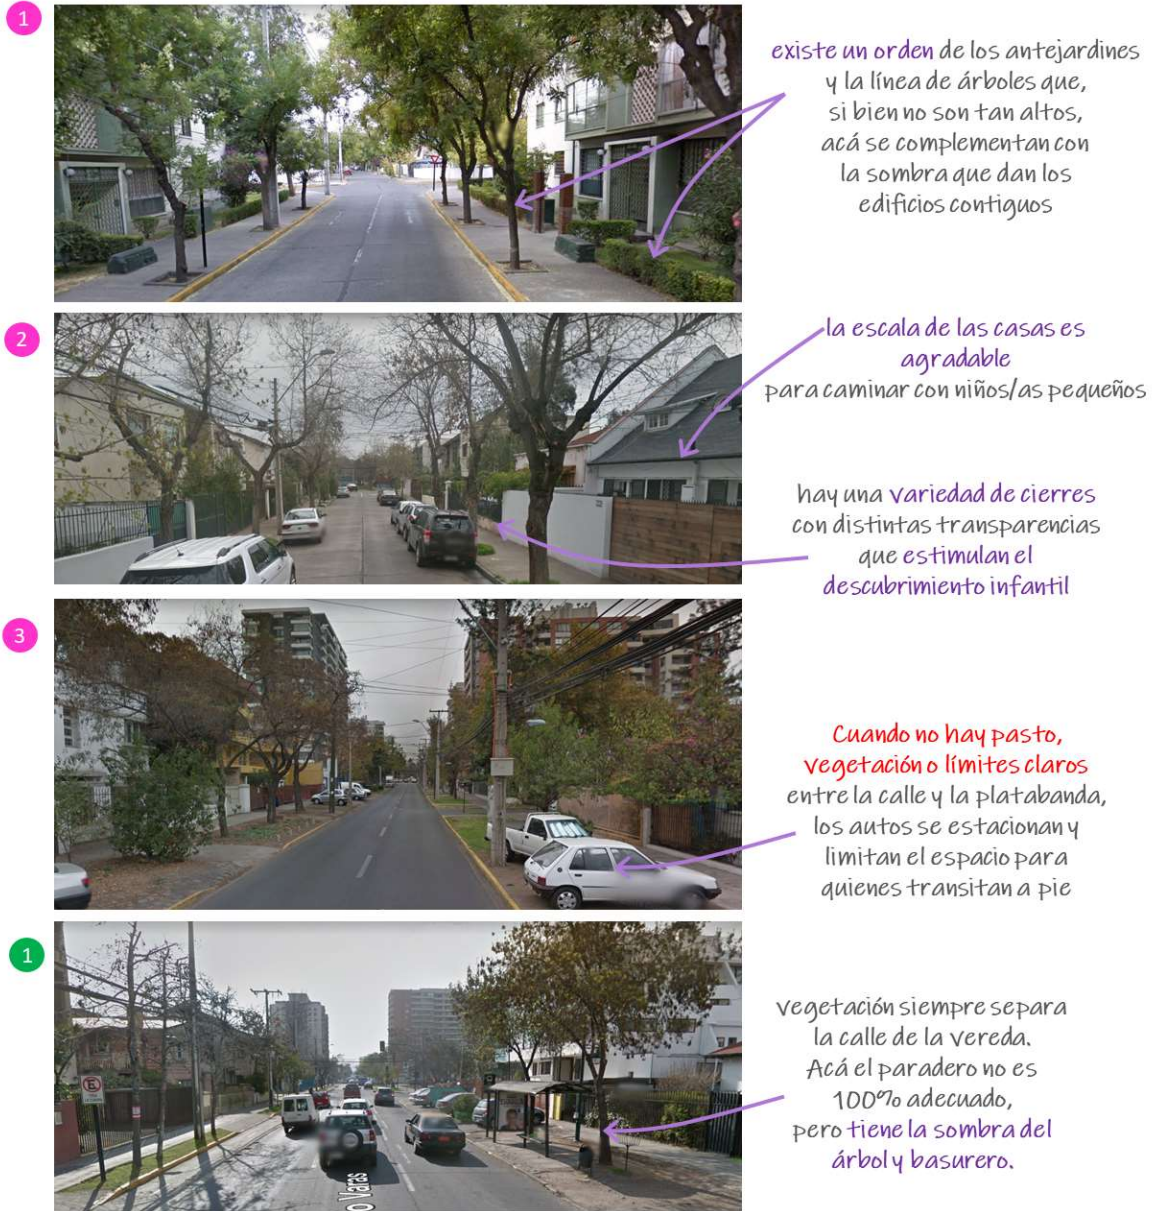 1
existe un orden de los antejardines
y la línea de árboles que,
si bien no son tan altos,
acá se complementan con
la sombra que dan los
edificios contiguos
2
la escala de las casas es
agradable
para caminar con niños/as pequeños
hay una variedad de cierres
con distintas transparencias
que estimulan el
descubrimiento infantil
3
Cuando no hay pasto,
vegetación o límites claros
entre la calle y la platabanda,
los autos se estacionan y
limitan el espacio para
quienes transitan a pie
1
vegetación siempre separa
la calle de la vereda.
Acá el paradero no es
100% adecuado,
pero tiene la sombra del
árbol y basurero.
E
o Varas